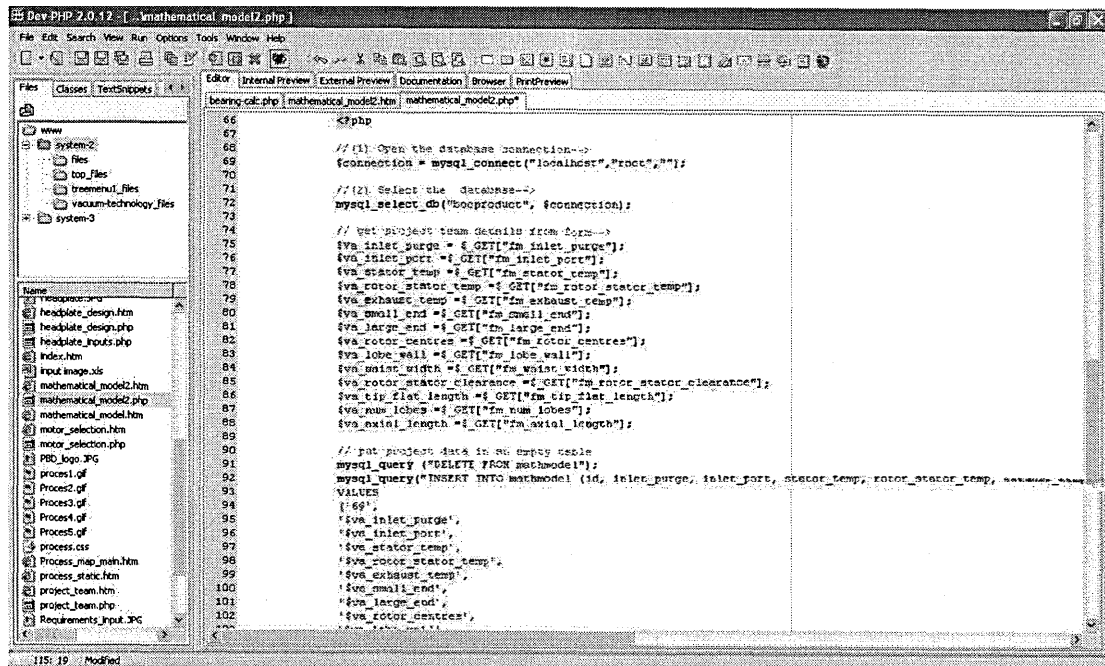 Dev-PHP 2.0.12 - [ ...\mathematical_model2.php ]
File Edit Search View Run Options Tools Window Help
Files Classes TextSnippets
Editor Internal Preview External Preview Documentation Browser PrintPreview
bearing-calc.php mathematical_model2.htm mathematical_model2.php*
www
system-2
files
top_files
treemenu1_files
vacuum-technology_files
system-3
Name
headplate.JPG
headplate_design.htm
headplate_design.php
headplate_inputs.php
index.htm
input image.xls
mathematical_model2.htm
mathematical_model2.php
mathematical_model.htm
motor_selection.htm
motor_selection.php
PBD_logo.JPG
proces1.gif
Proces2.gif
Proces3.gif
Proces4.gif
Proces5.gif
process.css
Process_map_main.htm
process_static.htm
project_team.htm
project_team.php
Requirements_Input.JPG
66 <?php
67
68 //(1) Open the database connection-->
69 $connection = mysql_connect("localhost","root","");
70
71 //(2) Select the database-->
72 mysql_select_db("bocproduct", $connection);
73
74 // get project team details from form-->
75 $va_inlet_purge = $_GET["fm_inlet_purge"];
76 $va_inlet_port =$_GET["fm_inlet_port"];
77 $va_stator_temp =$_GET["fm_stator_temp"];
78 $va_rotor_stator_temp =$_GET["fm_rotor_stator_temp"];
79 $va_exhaust_temp =$_GET["fm_exhaust_temp"];
80 $va_small_end =$_GET["fm_small_end"];
81 $va_large_end =$_GET["fm_large_end"];
82 $va_rotor_centres =$_GET["fm_rotor_centres"];
83 $va_lobe_wall =$_GET["fm_lobe_wall"];
84 $va_waist_width =$_GET["fm_waist_width"];
85 $va_rotor_stator_clearance =$_GET["fm_rotor_stator_clearance"];
86 $va_tip_flat_length =$_GET["fm_tip_flat_length"];
87 $va_num_lobes =$_GET["fm_num_lobes"];
88 $va_axial_length =$_GET["fm_axial_length"];
89
90 // put project data in an empty table
91 mysql_query ("DELETE FROM mathmodel");
92 mysql_query("INSERT INTO mathmodel (id, inlet_purge, inlet_port, stator_temp, rotor_stator_temp,
93 VALUES
94 ('69',
95 '$va_inlet_purge',
96 '$va_inlet_port',
97 '$va_stator_temp',
98 '$va_rotor_stator_temp',
99 '$va_exhaust_temp',
100 '$va_small_end',
101 '$va_large_end',
102 '$va_rotor_centres',
115: 19 Modified